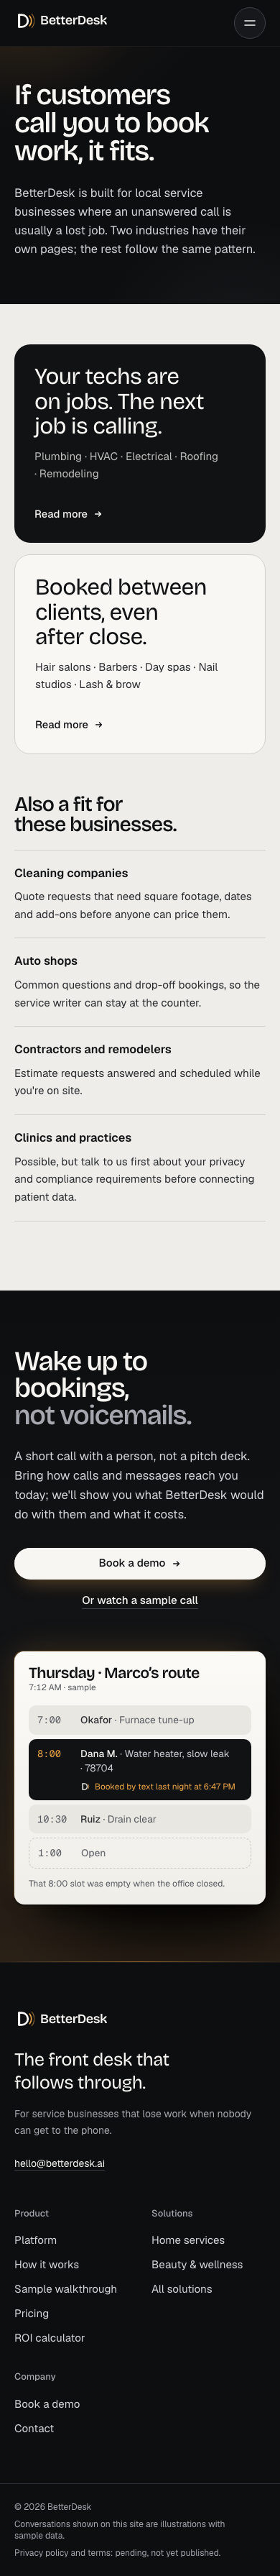 BetterDesk
If customers
call you to book
work, it fits.
BetterDesk is built for local service
businesses where an unanswered call is
usually a lost job. Two industries have their
own pages; the rest follow the same pattern.
Your techs are
on jobs. The next
job is calling.
Plumbing · HVAC · Electrical · Roofing
· Remodeling
Read more →
Booked between
clients, even
after close.
Hair salons · Barbers · Day spas · Nail
studios · Lash & brow
Read more →
Also a fit for
these businesses.
Cleaning companies
Quote requests that need square footage, dates
and add-ons before anyone can price them.
Auto shops
Common questions and drop-off bookings, so the
service writer can stay at the counter.
Contractors and remodelers
Estimate requests answered and scheduled while
you're on site.
Clinics and practices
Possible, but talk to us first about your privacy
and compliance requirements before connecting
patient data.
Wake up to
bookings,
not voicemails.
A short call with a person, not a pitch deck.
Bring how calls and messages reach you
today; we'll show you what BetterDesk would
do with them and what it costs.
Book a demo →
Or watch a sample call
Thursday · Marco's route
7:12 AM · sample
7:00 Okafor · Furnace tune-up
8:00 Dana M. · Water heater, slow leak
· 78704
Booked by text last night at 6:47 PM
10:30 Ruiz · Drain clear
1:00 Open
That 8:00 slot was empty when the office closed.
BetterDesk
The front desk that
follows through.
For service businesses that lose work when nobody
can get to the phone.
hello@betterdesk.ai
Product
Platform
How it works
Sample walkthrough
Pricing
ROI calculator
Solutions
Home services
Beauty & wellness
All solutions
Company
Book a demo
Contact
© 2026 BetterDesk
Conversations shown on this site are illustrations with
sample data.
Privacy policy and terms: pending, not yet published.